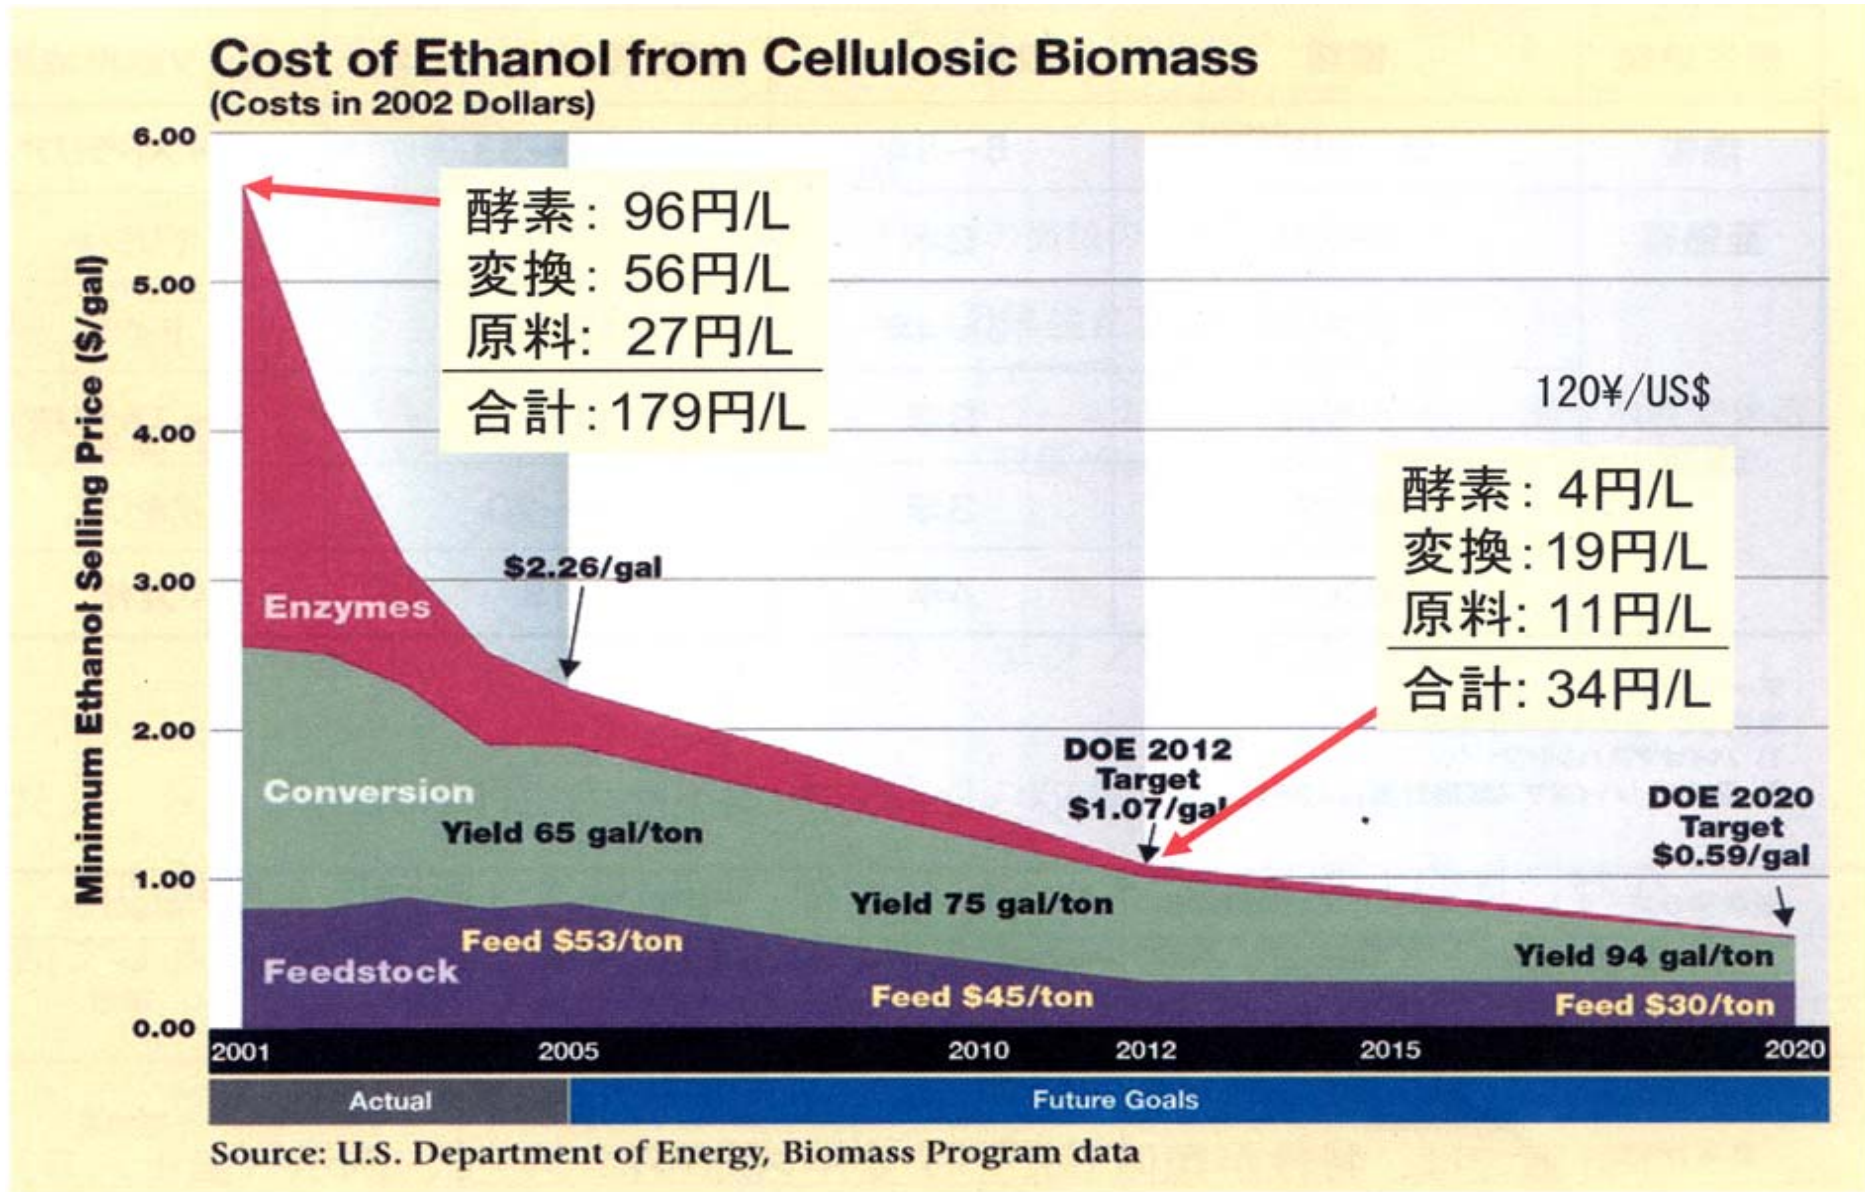 Cost of Ethanol from Cellulosic Biomass
(Costs in 2002 Dollars)
Minimum Ethanol Selling Price ($/gal)
6.00
5.00
4.00
3.00
2.00
1.00
0.00
酵素: 96円/L
変換: 56円/L
原料: 27円/L
合計:179円/L
120¥/US$
酵素: 4円/L
変換:19円/L
原料: 11円/L
合計: 34円/L
$2.26/gal
DOE 2012
Target
$1.07/gal
DOE 2020
Target
$0.59/gal
Enzymes
Conversion
Yield 65 gal/ton
Yield 75 gal/ton
Yield 94 gal/ton
Feedstock
Feed $53/ton
Feed $45/ton
Feed $30/ton
2001 2005 2010 2012 2015 2020
Actual Future Goals
Source: U.S. Department of Energy, Biomass Program data